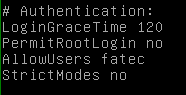 # Authentication:
LoginGraceTime 120
PermitRootLogin no
AllowUsers fatec
StrictModes no